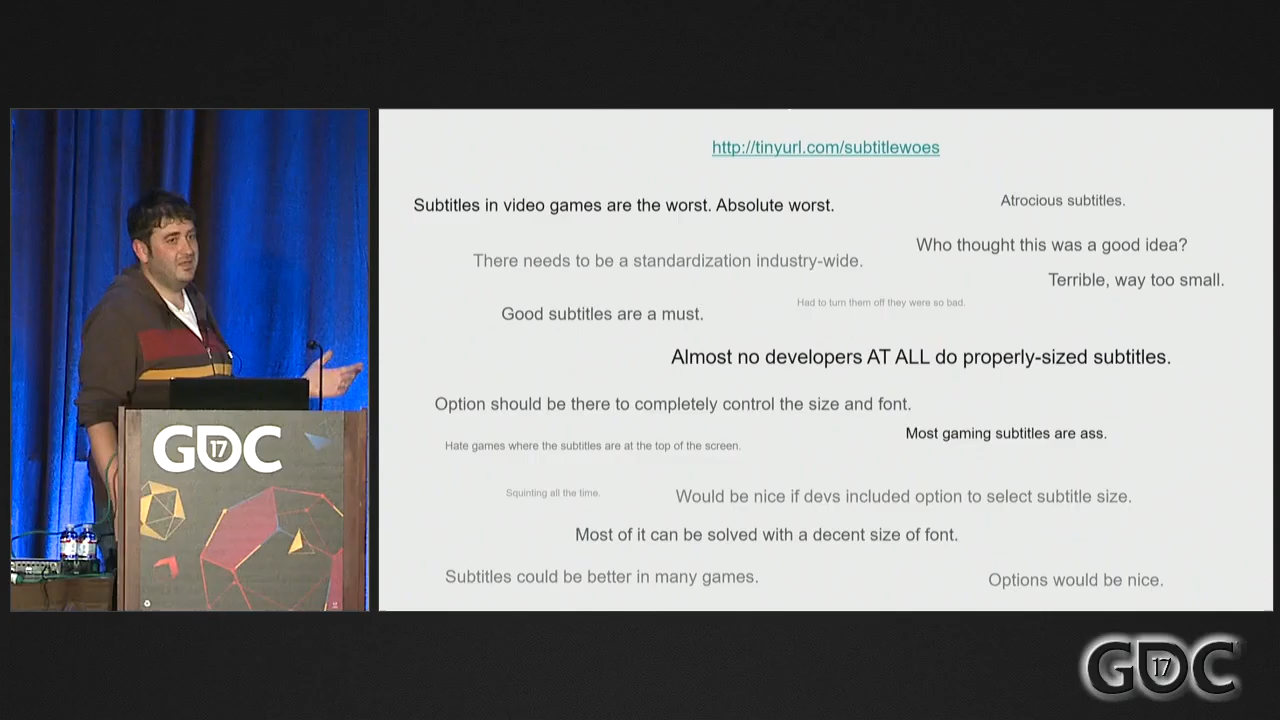 http://tinyurl.com/subtitlewoes
Subtitles in video games are the worst. Absolute worst.
Atrocious subtitles.
Who thought this was a good idea?
There needs to be a standardization industry-wide.
Terrible, way too small.
Had to turn them off they were so bad.
Good subtitles are a must.
Almost no developers AT ALL do properly-sized subtitles.
Option should be there to completely control the size and font.
Most gaming subtitles are ass.
Hate games where the subtitles are at the top of the screen.
Squinting all the time.
Would be nice if devs included option to select subtitle size.
Most of it can be solved with a decent size of font.
Subtitles could be better in many games.
Options would be nice.
GDC 17
GDC 17